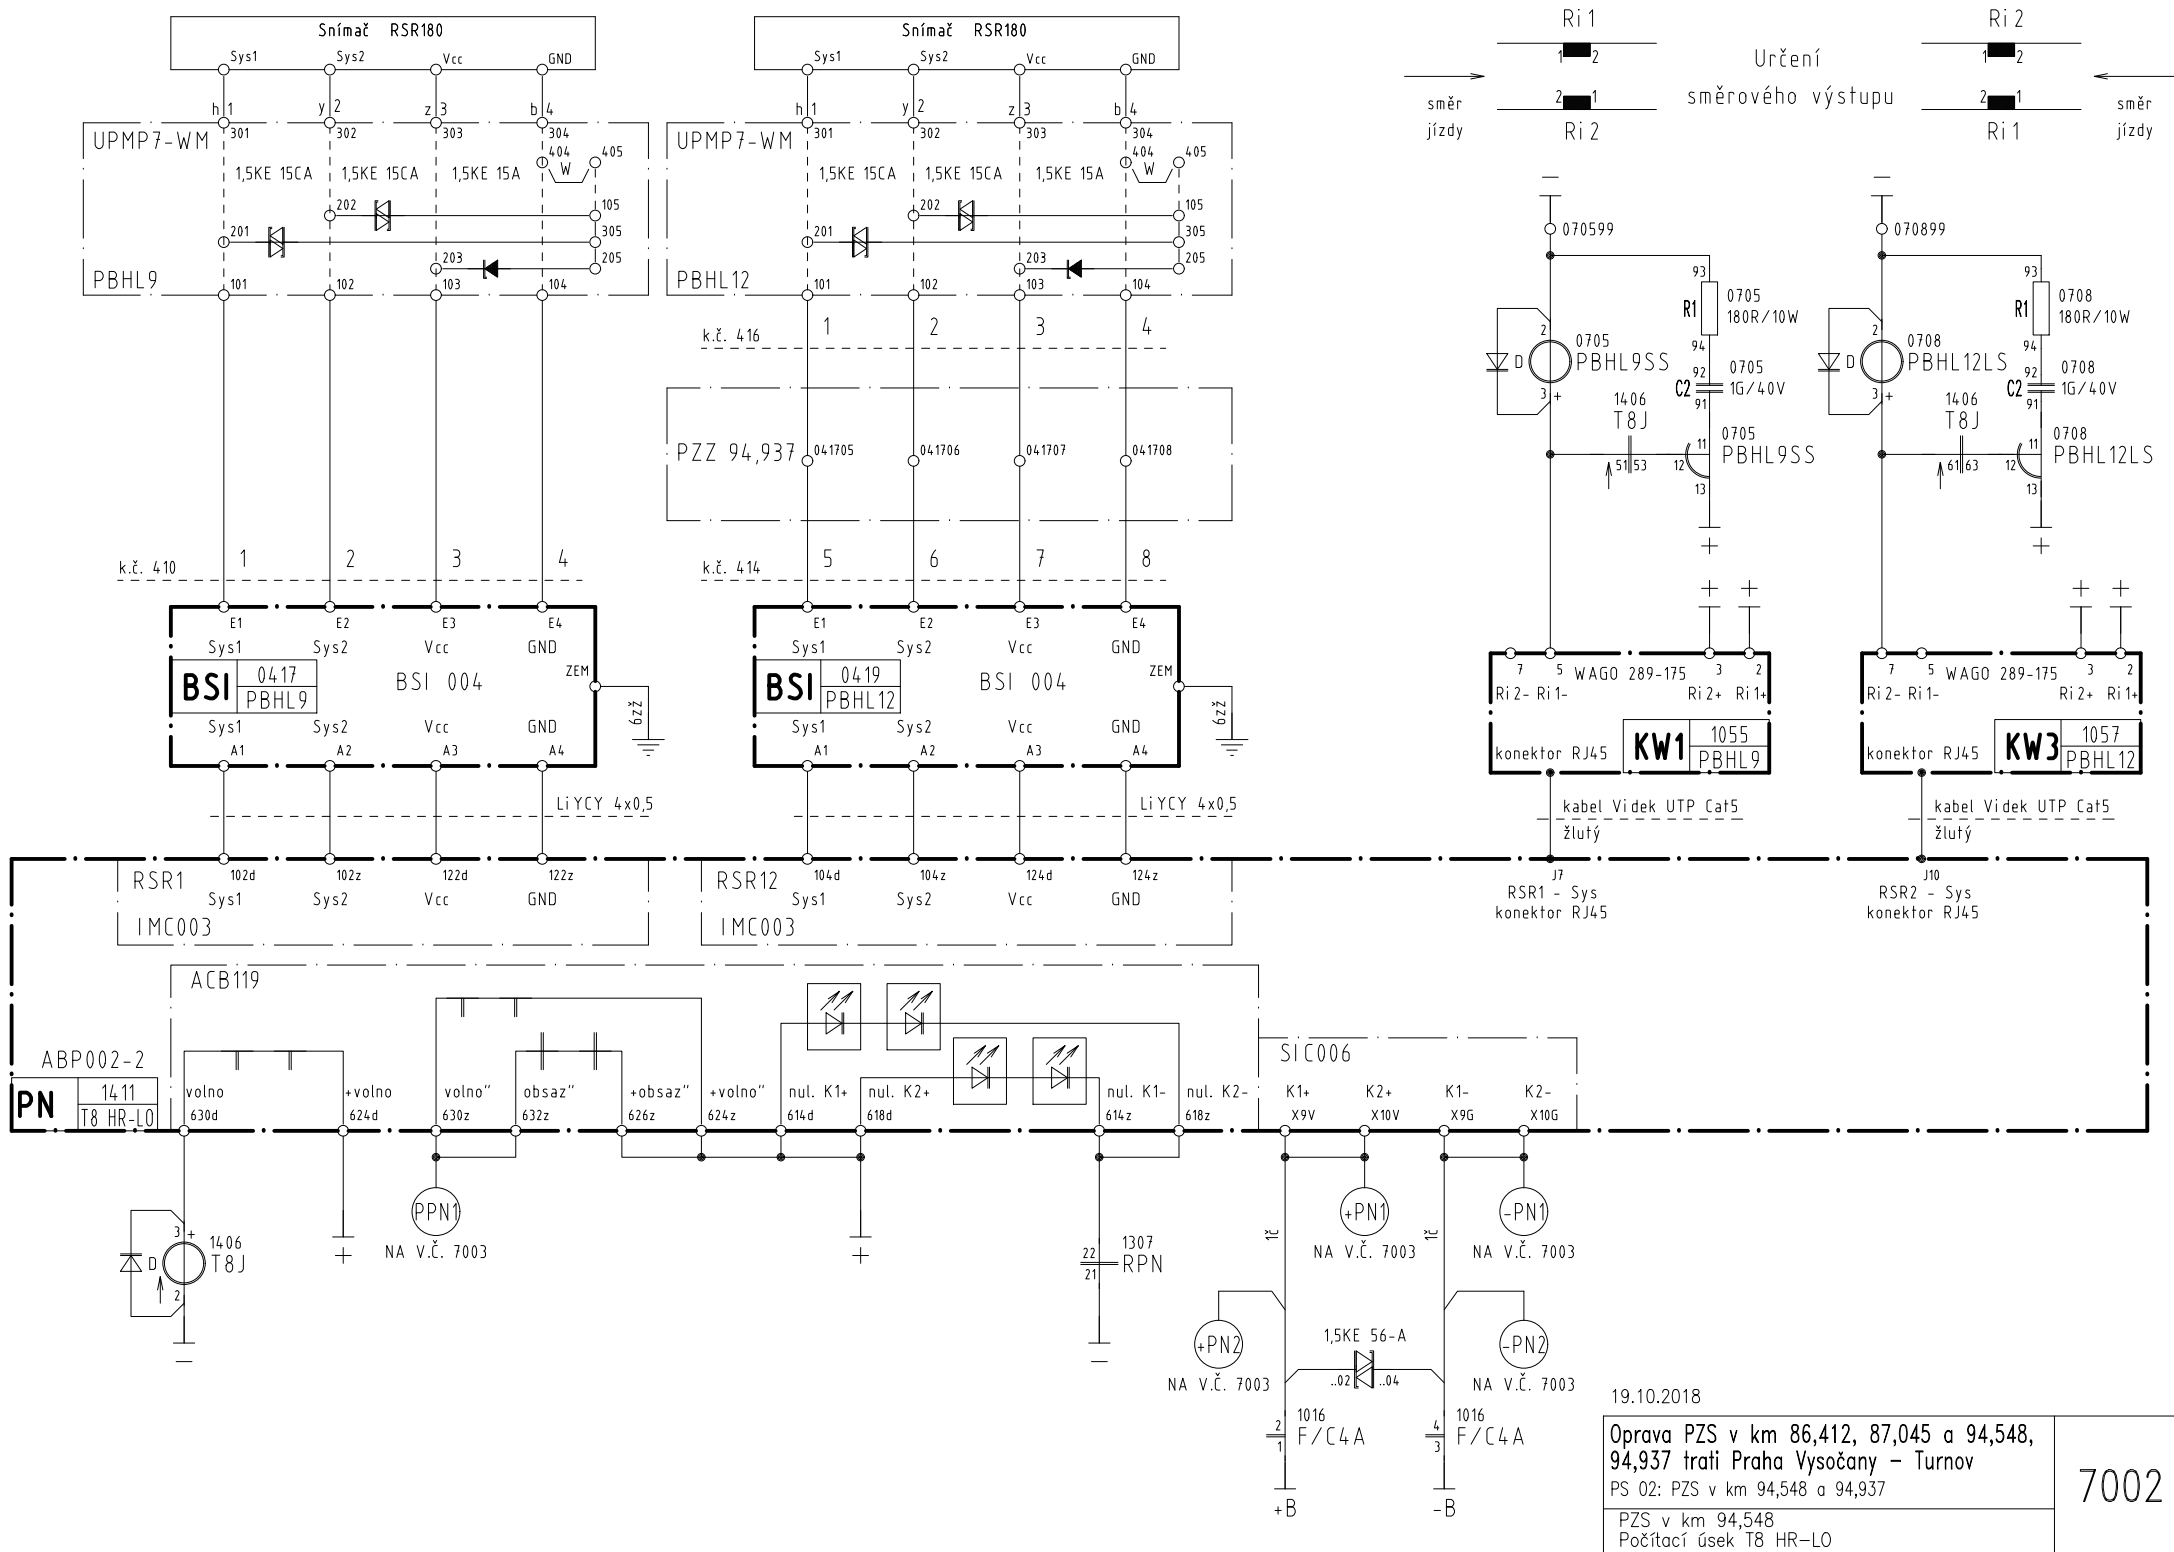 Snímač RSR180
Sys1 Sys2 Vcc GND
h 1 y 2 z 3 b 4
301 302 303 304
UPMP7-WM
404 405
W
1,5KE 15CA 1,5KE 15CA 1,5KE 15A
202 105
201 305
203 205
PBHL9
101 102 103 104
k.č. 410
1 2 3 4
E1 E2 E3 E4
Sys1 Sys2 Vcc GND
BSI 0417
PBHL9
BSI 004
ZEM
6zž
Sys1 Sys2 Vcc GND
A1 A2 A3 A4
LiYCY 4x0,5
Snímač RSR180
Sys1 Sys2 Vcc GND
h 1 y 2 z 3 b 4
301 302 303 304
UPMP7-WM
404 405
W
1,5KE 15CA 1,5KE 15CA 1,5KE 15A
202 105
201 305
203 205
PBHL12
101 102 103 104
k.č. 416
1 2 3 4
PZZ 94,937
041705 041706 041707 041708
k.č. 414
5 6 7 8
E1 E2 E3 E4
Sys1 Sys2 Vcc GND
BSI 0419
PBHL12
BSI 004
ZEM
6zž
Sys1 Sys2 Vcc GND
A1 A2 A3 A4
LiYCY 4x0,5
Ri1
1 2
směr
jízdy
2 1
Ri2
Určení
směrového výstupu
Ri2
1 2
2 1
Ri1
směr
jízdy
−
070599
93
R1
0705
180R/10W
94
2
0705
PBHL9SS
D
3 +
92
C2
91
0705
1G/40V
1406
T8J
51 53
11
12
13
0705
PBHL9SS
+
+
7 5 WAGO 289-175 3 2
Ri2- Ri1- Ri2+ Ri1+
KW1 1055
PBHL9
konektor RJ45
kabel Videk UTP Cat5
žlutý
−
070899
93
R1
0708
180R/10W
94
2
0708
PBHL12LS
D
3 +
92
C2
91
0708
1G/40V
1406
T8J
61 63
11
12
13
0708
PBHL12LS
+
+ +
7 5 WAGO 289-175 3 2
Ri2- Ri1- Ri2+ Ri1+
KW3 1057
PBHL12
konektor RJ45
kabel Videk UTP Cat5
žlutý
RSR1
102d 102z 122d 122z
Sys1 Sys2 Vcc GND
IMC003
RSR12
104d 104z 124d 124z
Sys1 Sys2 Vcc GND
IMC003
J7
RSR1 - Sys
konektor RJ45
J10
RSR2 - Sys
konektor RJ45
ACB119
ABP002-2
PN 1411
T8 HR-LO
volno +volno volno" obsaz" +obsaz" +volno" nul. K1+ nul. K2+ nul. K1- nul. K2-
630d 624d 630z 632z 626z 624z 614d 618d 614z 618z
SIC006
K1+ K2+ K1- K2-
X9V X10V X9G X10G
3 +
1406
T8J
D
2
−
+
PPN1
NA V.Č. 7003
+
22
21
1307
RPN
−
1č
+PN1
NA V.Č. 7003
1č
-PN1
NA V.Č. 7003
+PN2
NA V.Č. 7003
1,5KE 56-A
..02 ..04
-PN2
NA V.Č. 7003
2
1
1016
F/C4A
+B
4
3
1016
F/C4A
-B
19.10.2018
Oprava PZS v km 86,412, 87,045 a 94,548,
94,937 trati Praha Vysočany – Turnov
PS 02: PZS v km 94,548 a 94,937
7002
PZS v km 94,548
Počítací úsek T8 HR-LO